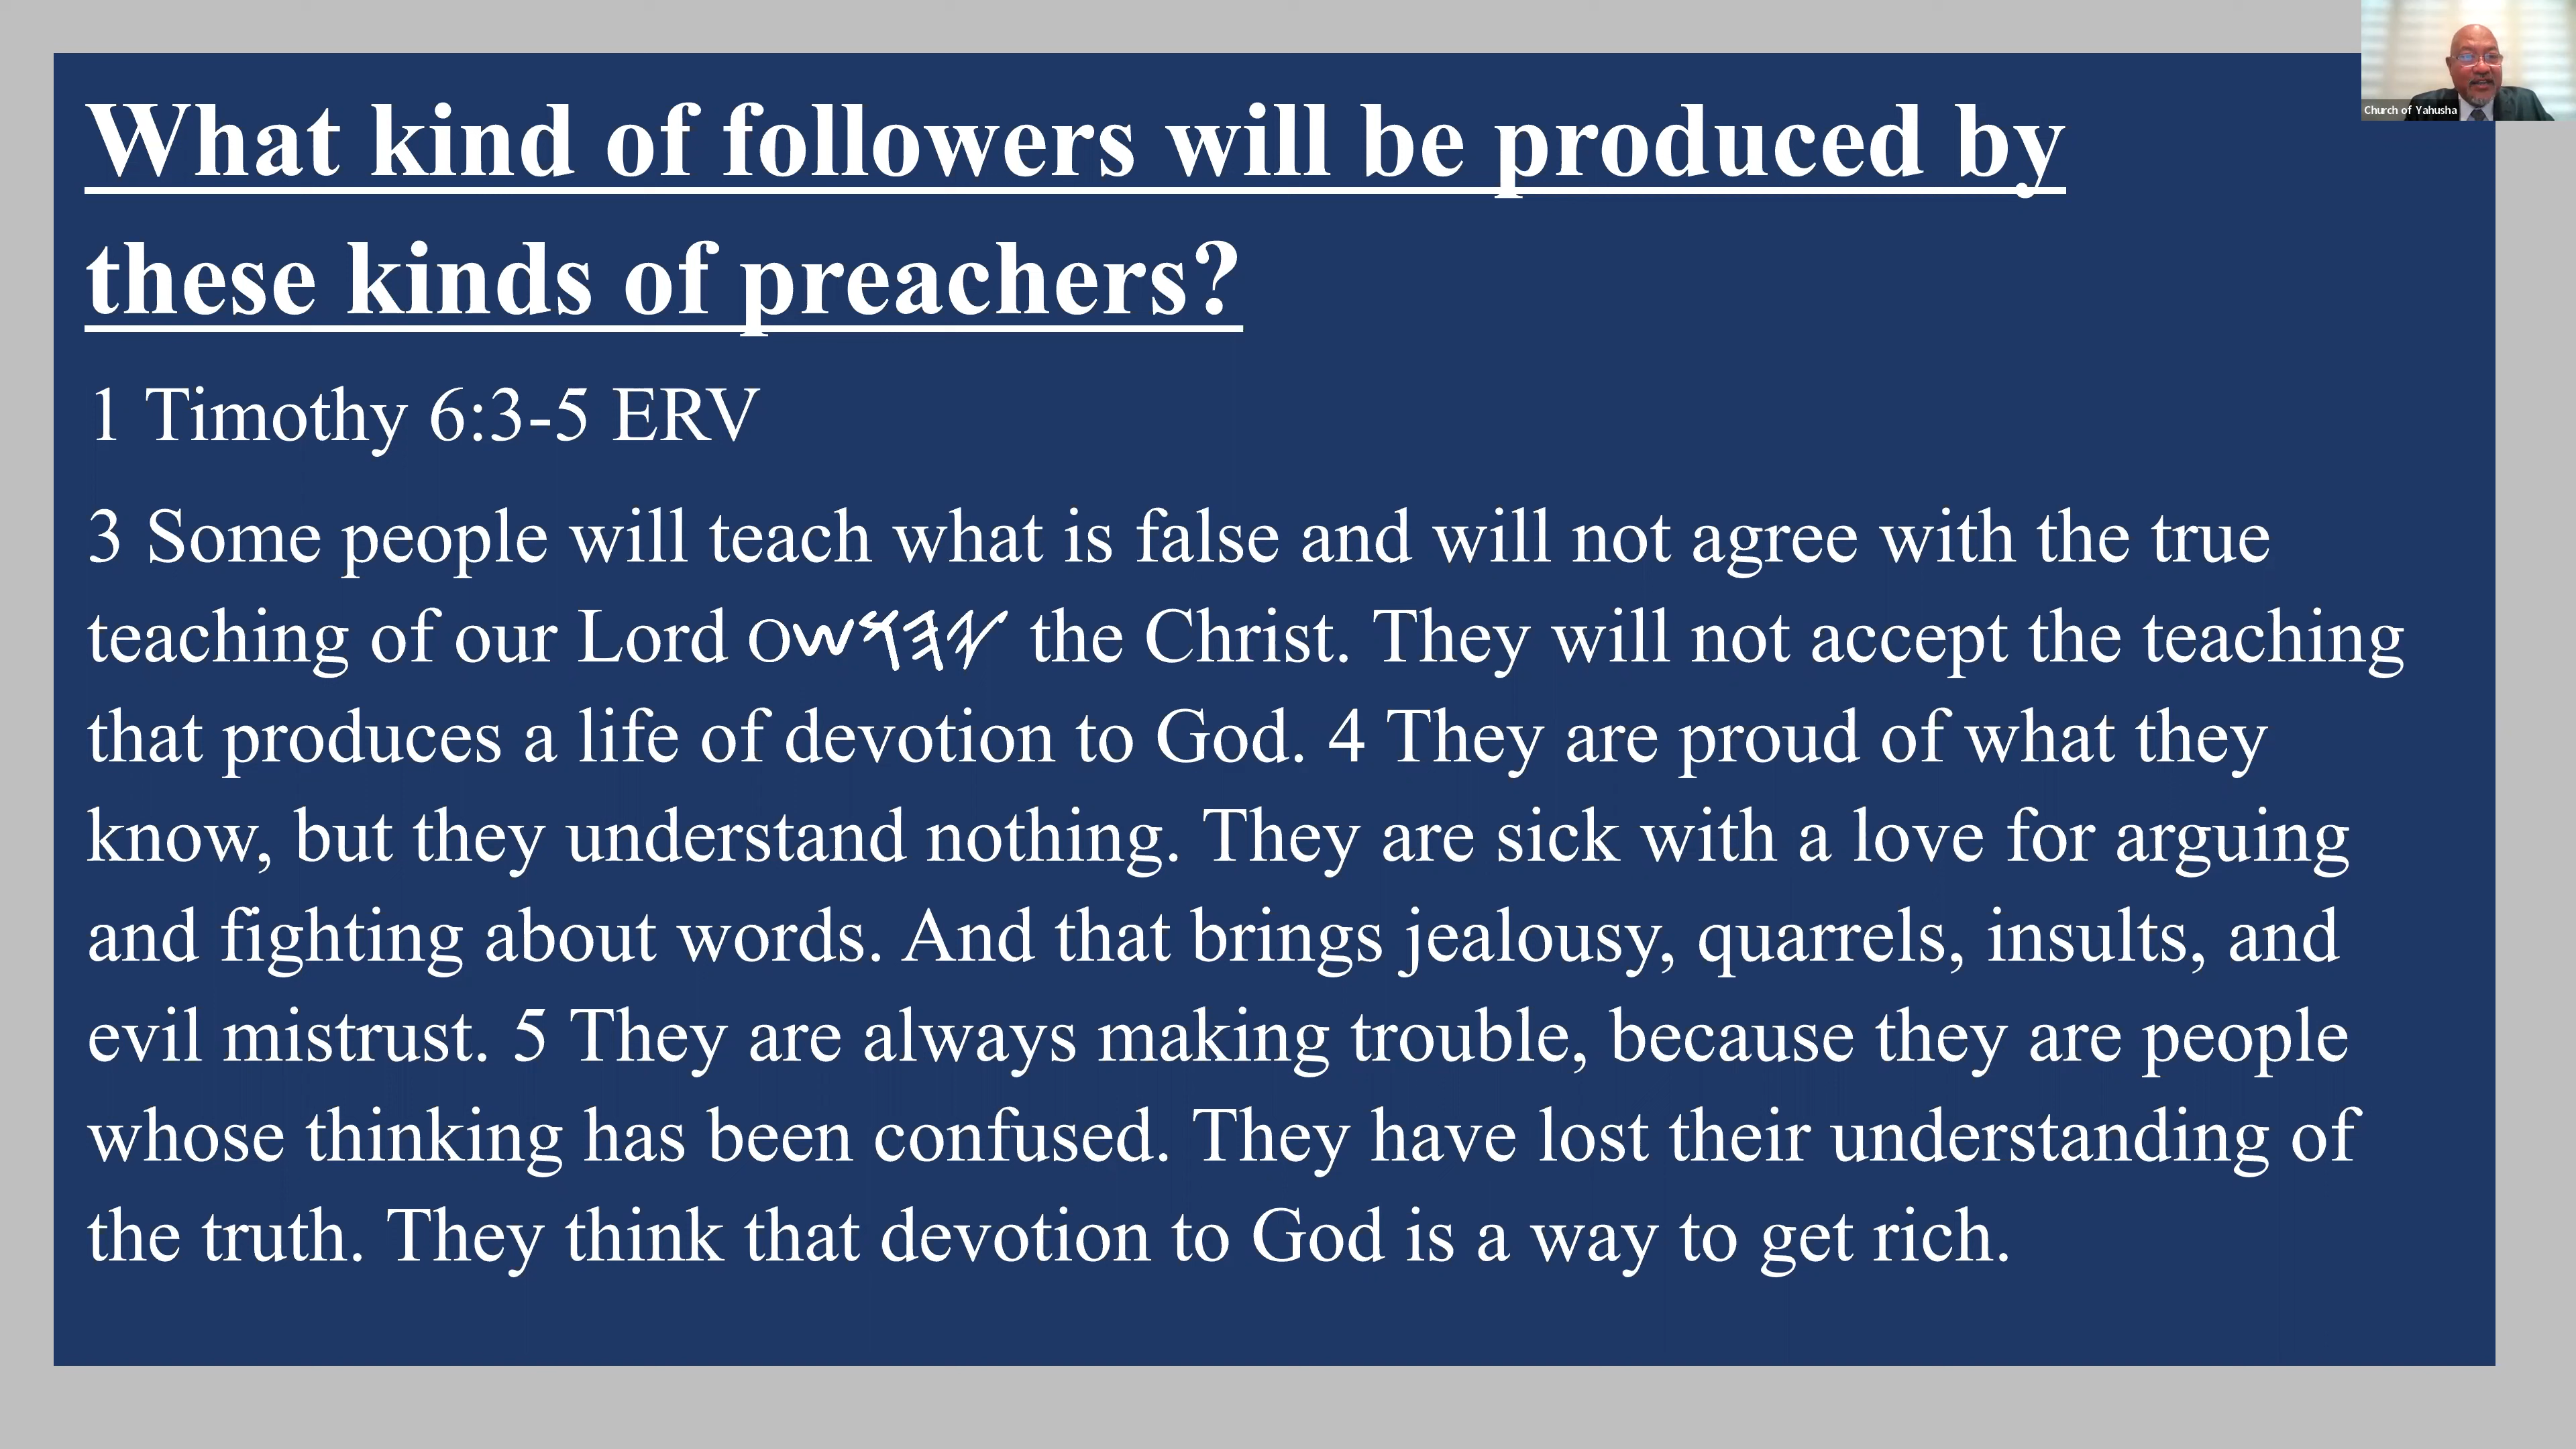 What kind of followers will be produced by
these kinds of preachers?
1 Timothy 6:3-5 ERV
3 Some people will teach what is false and will not agree with the true
teaching of our Lord 𐤉𐤄𐤅𐤔𐤏 the Christ. They will not accept the teaching
that produces a life of devotion to God. 4 They are proud of what they
know, but they understand nothing. They are sick with a love for arguing
and fighting about words. And that brings jealousy, quarrels, insults, and
evil mistrust. 5 They are always making trouble, because they are people
whose thinking has been confused. They have lost their understanding of
the truth. They think that devotion to God is a way to get rich.
Church of Yahusha